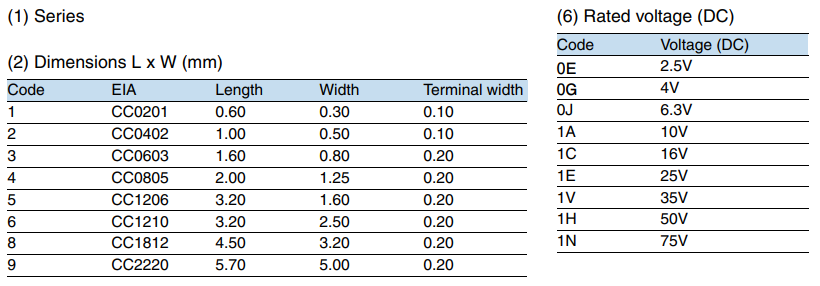 (1) Series
(2) Dimensions L x W (mm)
Code EIA Length Width Terminal width
1 CC0201 0.60 0.30 0.10
2 CC0402 1.00 0.50 0.10
3 CC0603 1.60 0.80 0.20
4 CC0805 2.00 1.25 0.20
5 CC1206 3.20 1.60 0.20
6 CC1210 3.20 2.50 0.20
8 CC1812 4.50 3.20 0.20
9 CC2220 5.70 5.00 0.20
(6) Rated voltage (DC)
Code Voltage (DC)
0E 2.5V
0G 4V
0J 6.3V
1A 10V
1C 16V
1E 25V
1V 35V
1H 50V
1N 75V